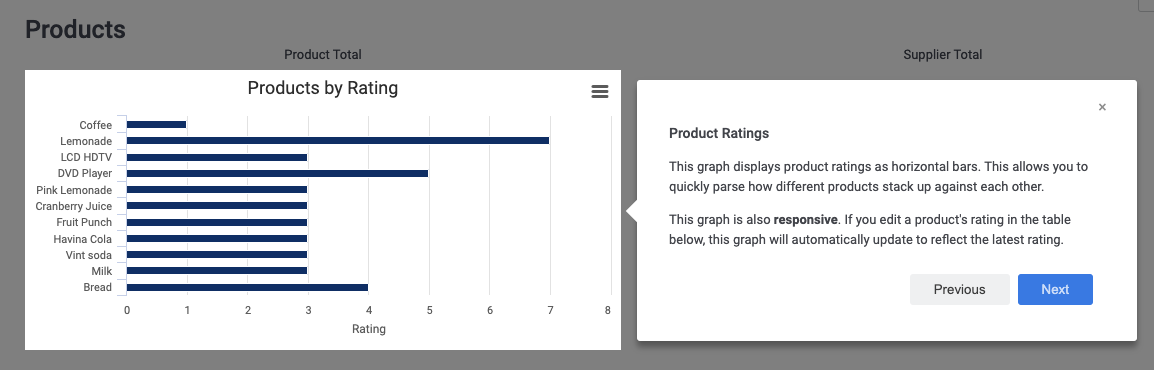 Products
Product Total
Supplier Total
Products by Rating
Coffee
Lemonade
LCD HDTV
DVD Player
Pink Lemonade
Cranberry Juice
Fruit Punch
Havina Cola
Vint soda
Milk
Bread
0 1 2 3 4 5 6 7 8
Rating
×
Product Ratings
This graph displays product ratings as horizontal bars. This allows you to
quickly parse how different products stack up against each other.
This graph is also responsive. If you edit a product's rating in the table
below, this graph will automatically update to reflect the latest rating.
Previous Next